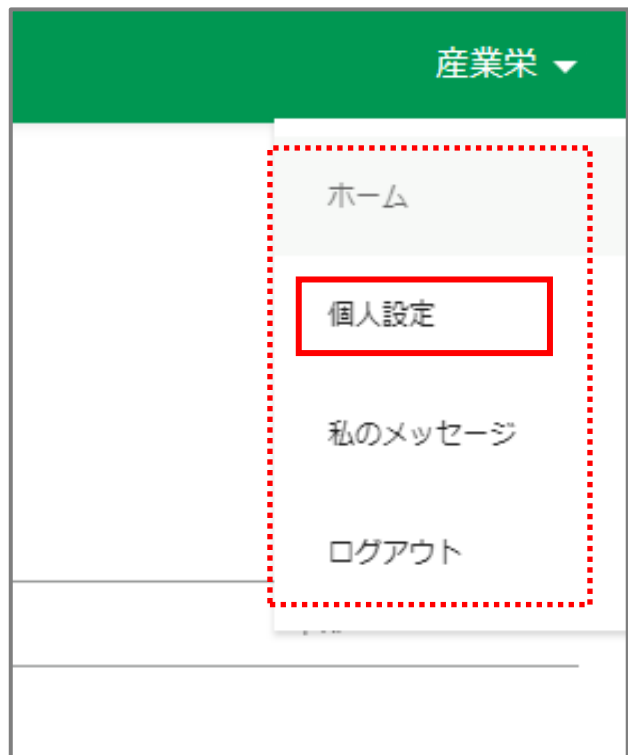 産業栄
ホーム
個人設定
私のメッセージ
ログアウト